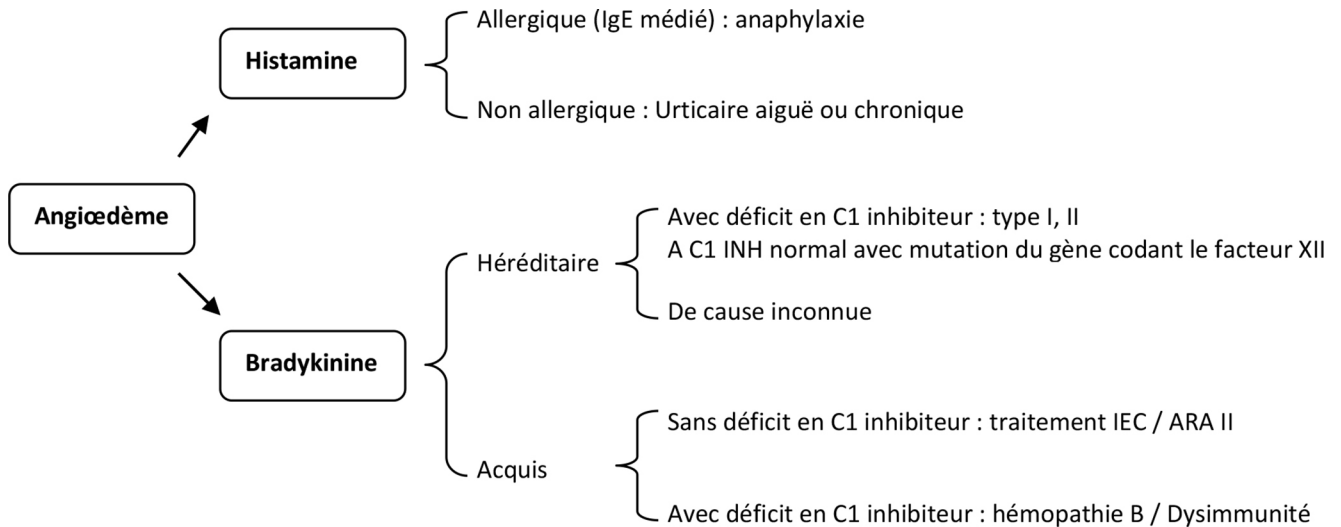 Allergique (IgE médié) : anaphylaxie
Histamine
Non allergique : Urticaire aiguë ou chronique
Angiœdème
Avec déficit en C1 inhibiteur : type I, II
A C1 INH normal avec mutation du gène codant le facteur XII
Héréditaire
De cause inconnue
Bradykinine
Sans déficit en C1 inhibiteur : traitement IEC / ARA II
Acquis
Avec déficit en C1 inhibiteur : hémopathie B / Dysimmunité